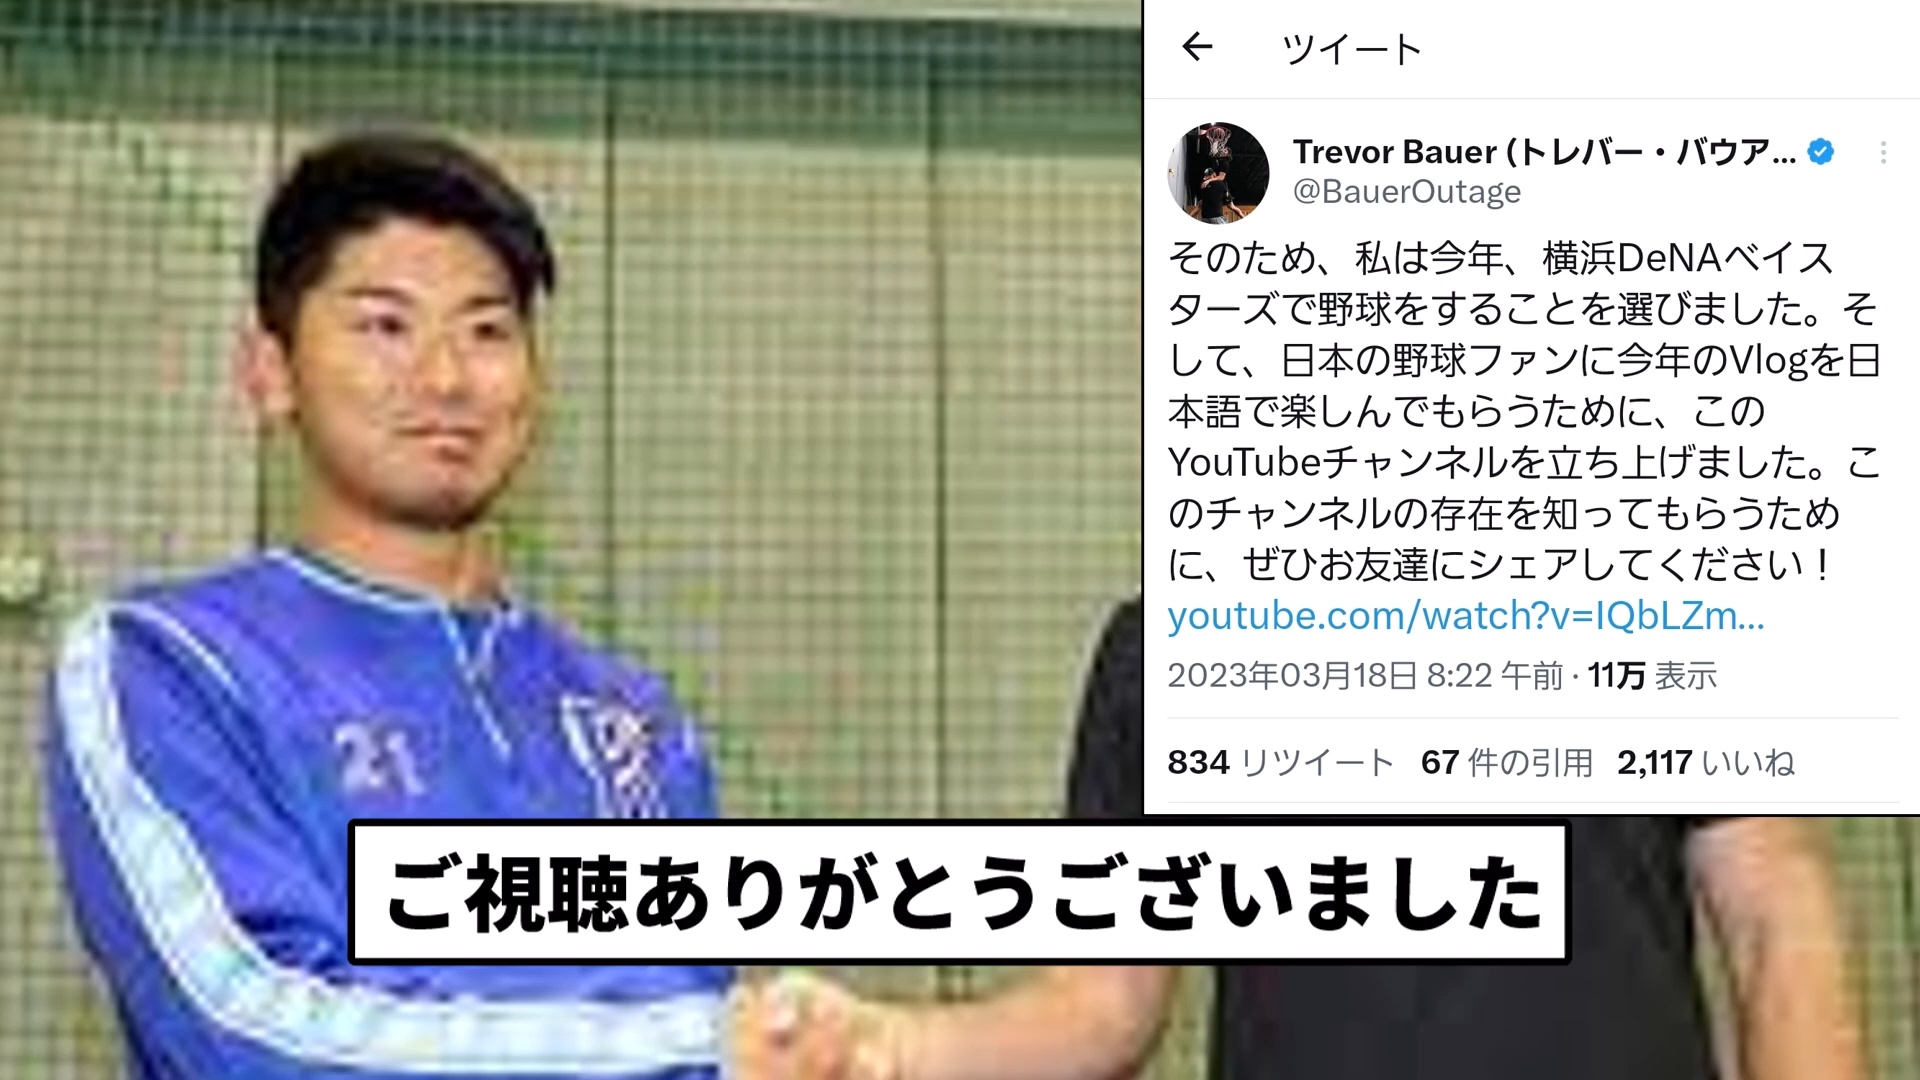 ツイート
Trevor Bauer (トレバー・バウア...
@BauerOutage
そのため、私は今年、横浜DeNAベイス
ターズで野球をすることを選びました。そ
して、日本の野球ファンに今年のVlogを日
本語で楽しんでもらうために、この
YouTubeチャンネルを立ち上げました。こ
のチャンネルの存在を知ってもらうため
に、ぜひお友達にシェアしてください！
youtube.com/watch?v=IQbLZm...
2023年03月18日 8:22 午前 · 11万 表示
834 リツイート 67 件の引用 2,117 いいね
21
ご視聴ありがとうございました